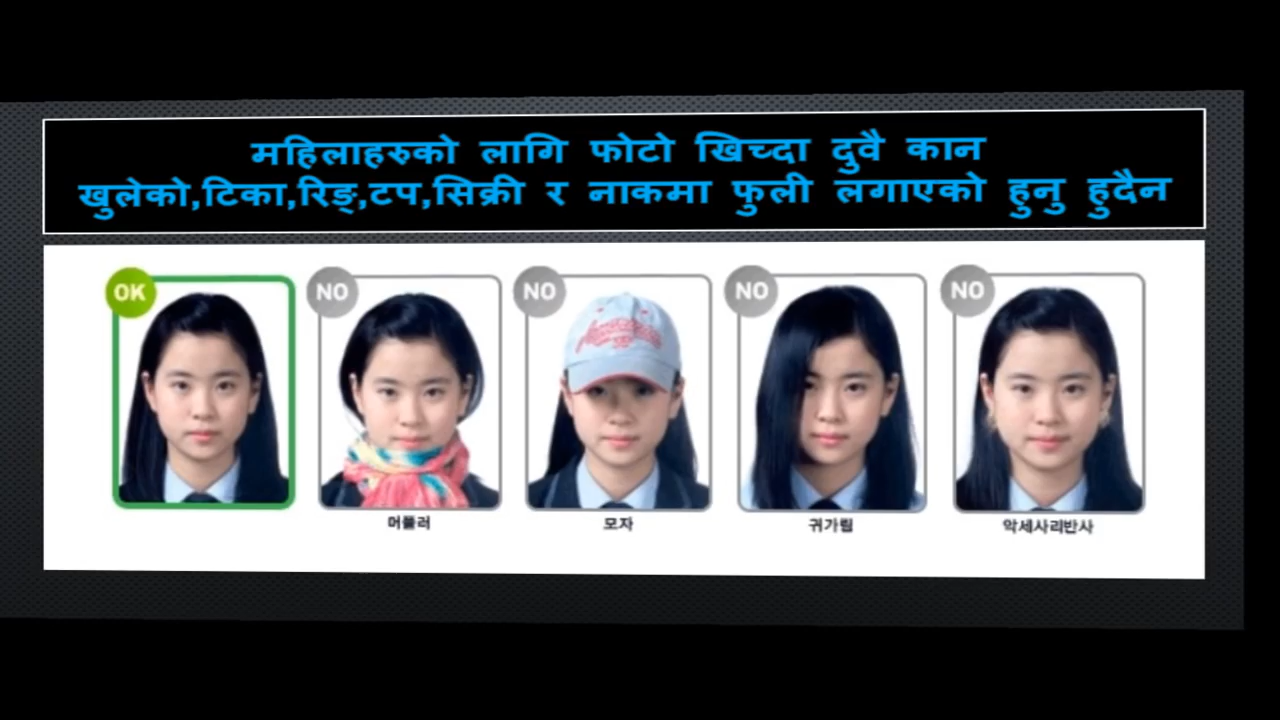 महिलाहरुको लागि फोटो खिच्दा दुवै कान
खुलेको,टिका,रिङ्,टप,सिक्री र नाकमा फुली लगाएको हुनु हुदैन
OK
NO
NO
NO
NO
머플러
모자
귀가림
악세사리반사